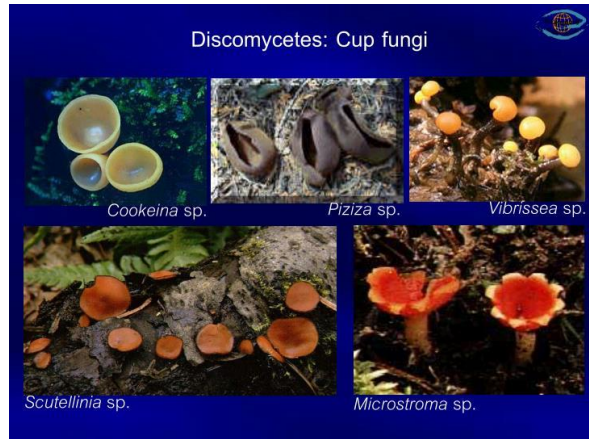 Discomycetes: Cup fungi
Cookeina sp.
Piziza sp.
Vibrissea sp.
Scutellinia sp.
Microstroma sp.